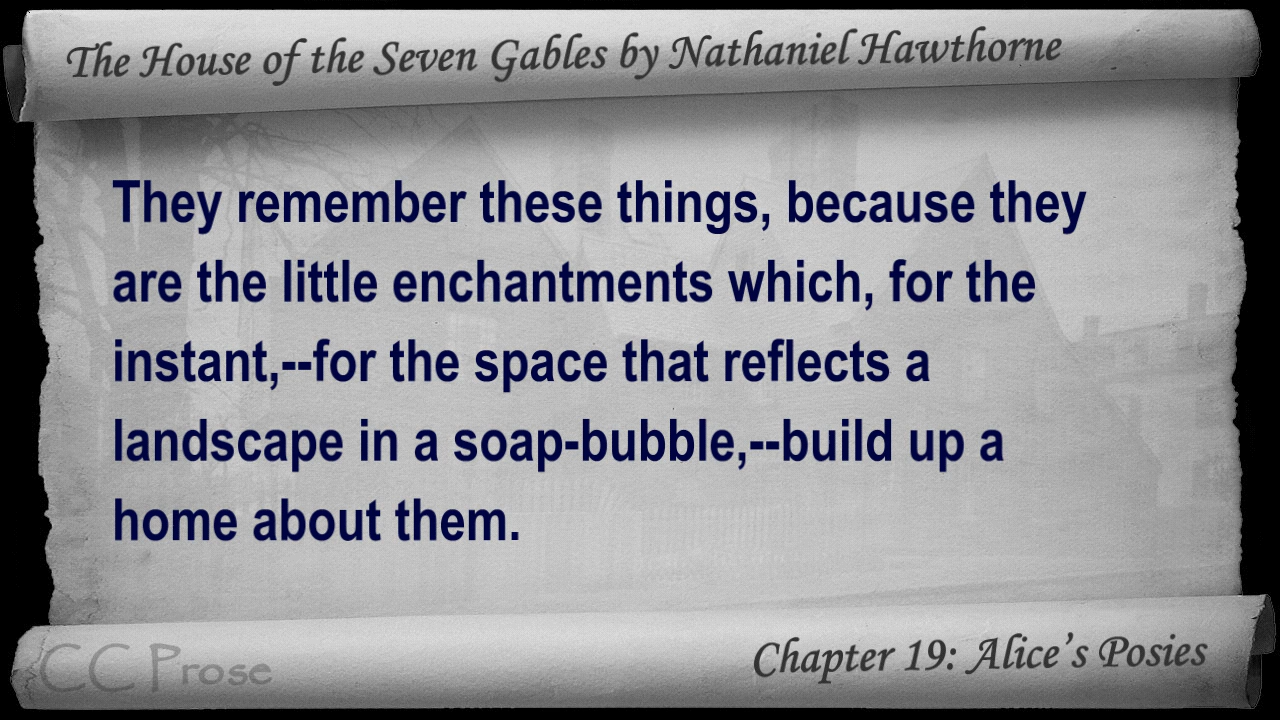 The House of the Seven Gables by Nathaniel Hawthorne
They remember these things, because they
are the little enchantments which, for the
instant,--for the space that reflects a
landscape in a soap-bubble,--build up a
home about them.
CC Prose
Chapter 19: Alice's Posies